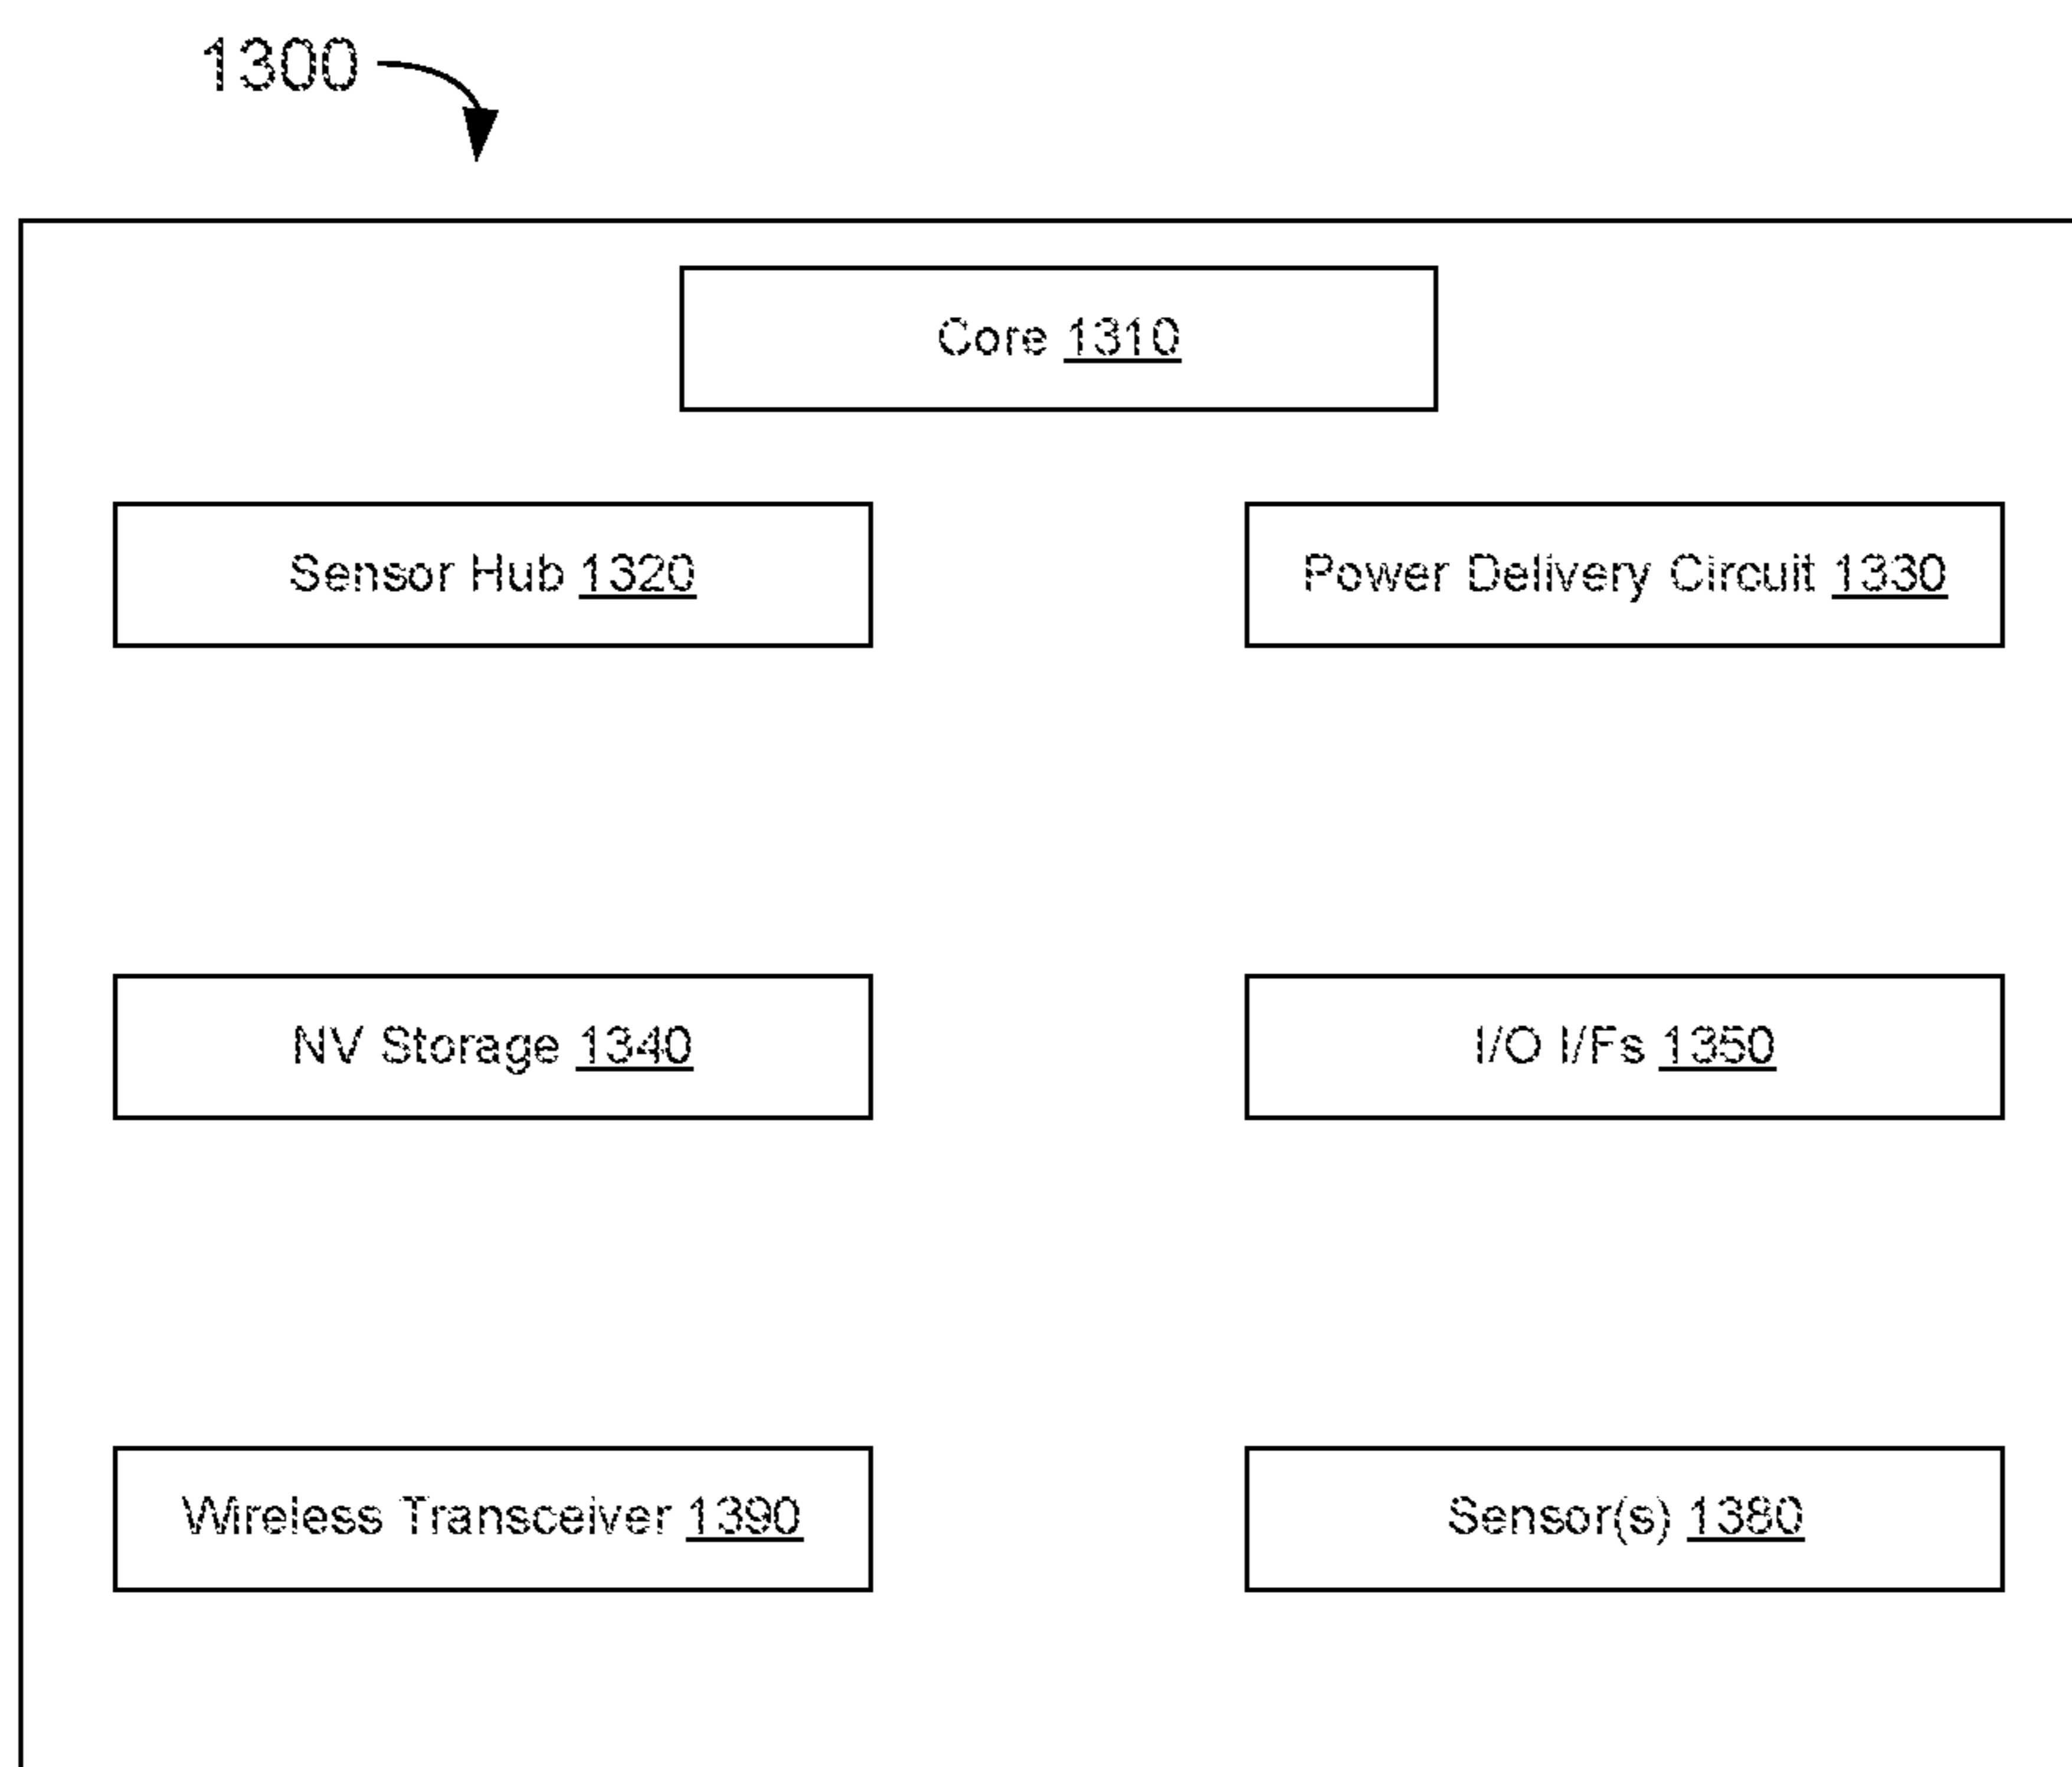 1300
Core 1310
Sensor Hub 1320
Power Delivery Circuit 1330
NV Storage 1340
I/O I/Fs 1350
Wireless Transceiver 1390
Sensor(s) 1380